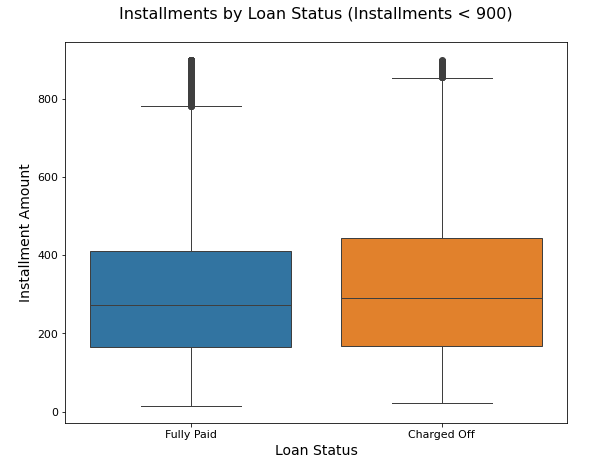 Installments by Loan Status (Installments < 900)
Installment Amount
800
600
400
200
0
Fully Paid
Charged Off
Loan Status